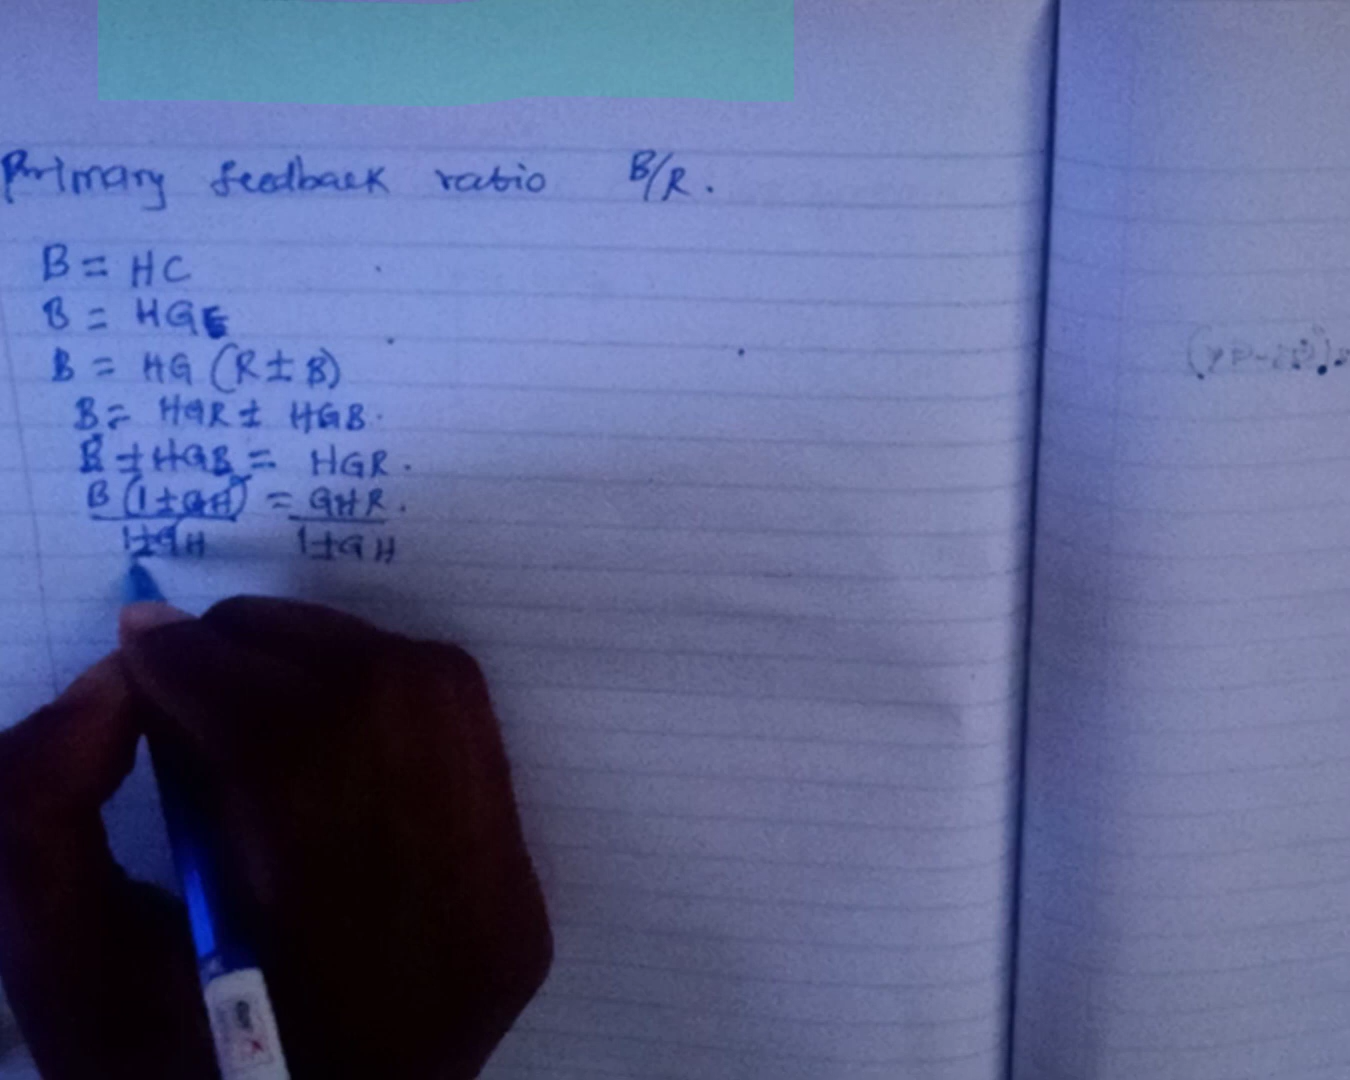 Primary feedback ratio B/R.
B = HC
B = HGE
B = HG (R ± B)
B = HGR ± HGB.
B ± HGB = HGR.
B (1 ± GH) = GHR.
1±GH 1±GH